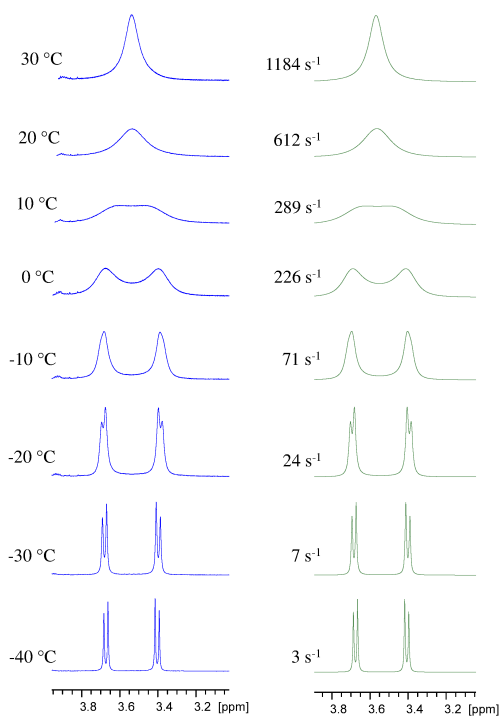 30 °C 1184 s-1
20 °C 612 s-1
10 °C 289 s-1
0 °C 226 s-1
-10 °C 71 s-1
-20 °C 24 s-1
-30 °C 7 s-1
-40 °C 3 s-1
3.8 3.6 3.4 3.2 [ppm] 3.8 3.6 3.4 3.2 [ppm]